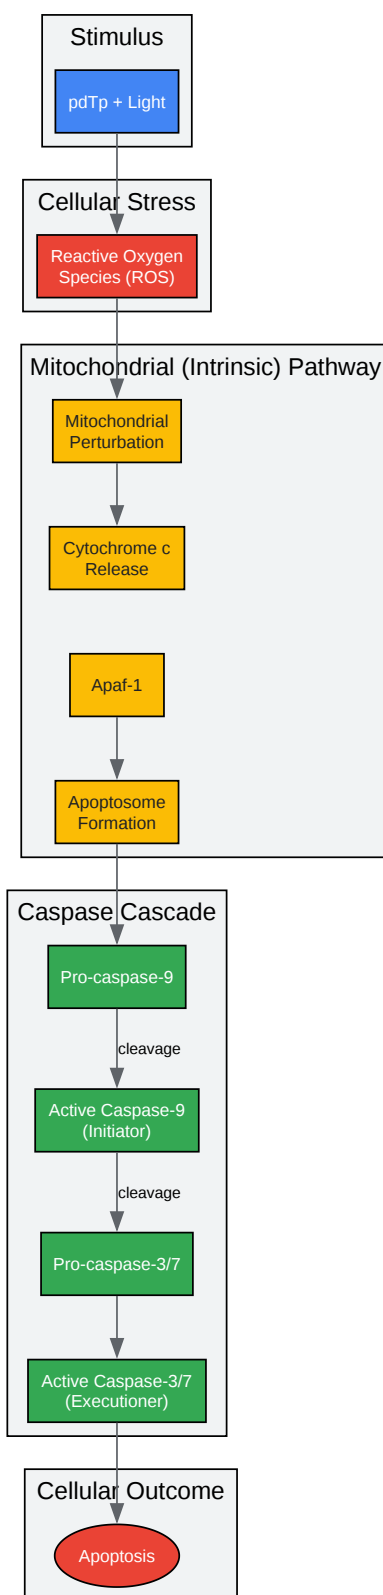 Stimulus
pdTp + Light
Cellular Stress
Reactive Oxygen
Species (ROS)
Mitochondrial (Intrinsic) Pathway
Mitochondrial
Perturbation
Cytochrome c
Release
Apaf-1
Apoptosome
Formation
Caspase Cascade
Pro-caspase-9
cleavage
Active Caspase-9
(Initiator)
cleavage
Pro-caspase-3/7
Active Caspase-3/7
(Executioner)
Cellular Outcome
Apoptosis